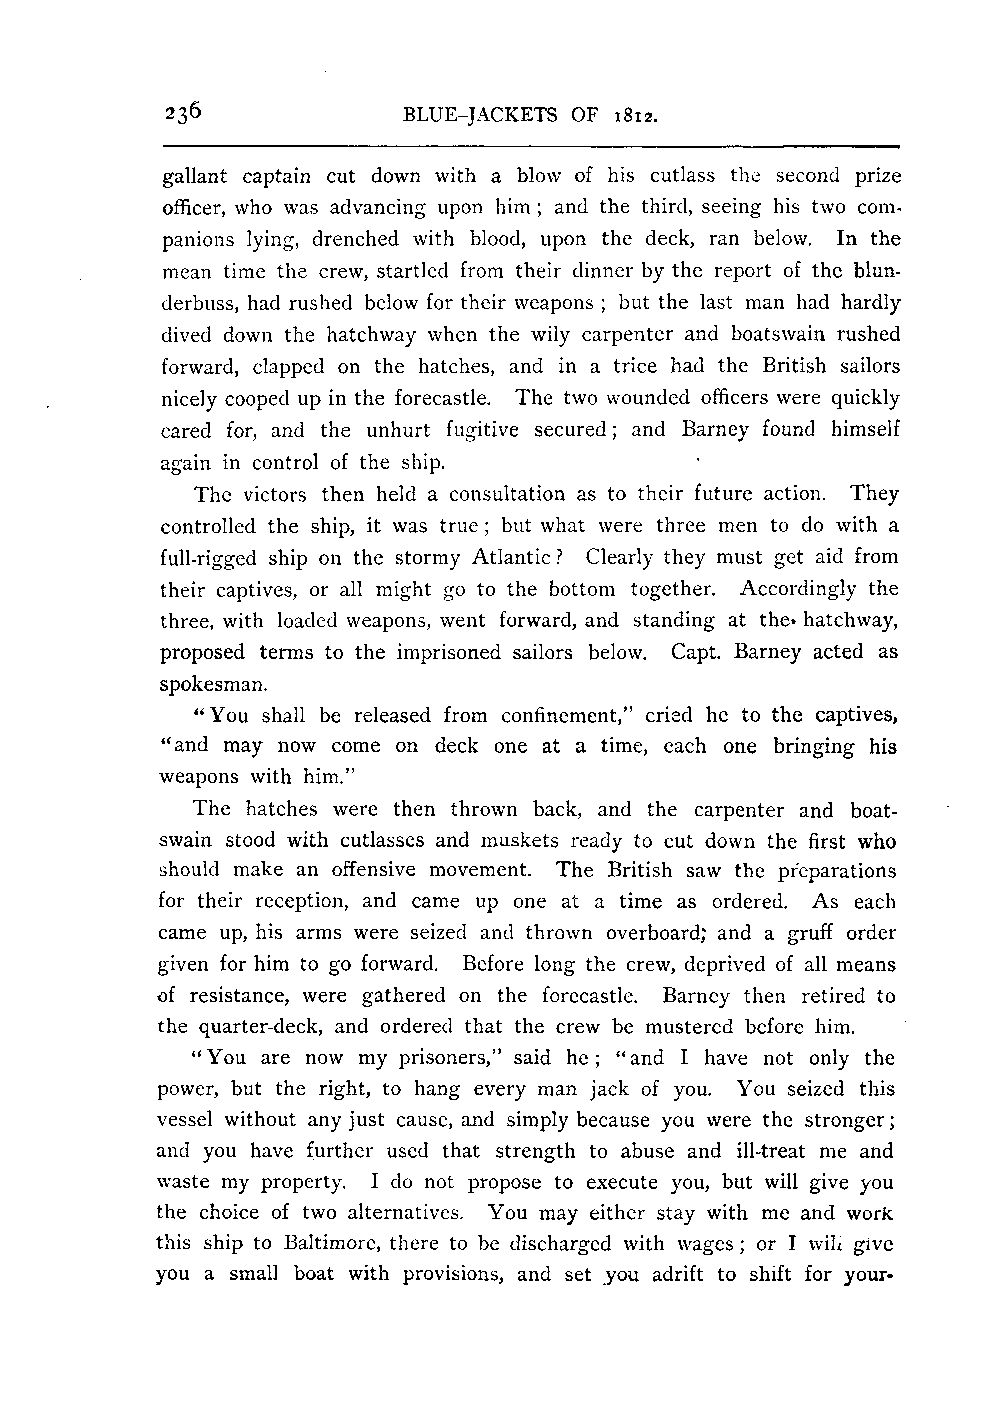 236 BLUE-JACKETS OF 1812.
gallant captain cut down with a blow of his cutlass the second prize
officer, who was advancing upon him; and the third, seeing his two com-
panions lying, drenched with blood, upon the deck, ran below. In the
mean time the crew, startled from their dinner by the report of the blun-
derbuss, had rushed below for their weapons; but the last man had hardly
dived down the hatchway when the wily carpenter and boatswain rushed
forward, clapped on the hatches, and in a trice had the British sailors
nicely cooped up in the forecastle. The two wounded officers were quickly
cared for, and the unhurt fugitive secured; and Barney found himself
again in control of the ship.
The victors then held a consultation as to their future action. They
controlled the ship, it was true; but what were three men to do with a
full-rigged ship on the stormy Atlantic? Clearly they must get aid from
their captives, or all might go to the bottom together. Accordingly the
three, with loaded weapons, went forward, and standing at the hatchway,
proposed terms to the imprisoned sailors below. Capt. Barney acted as
spokesman.
"You shall be released from confinement," cried he to the captives,
"and may now come on deck one at a time, each one bringing his
weapons with him."
The hatches were then thrown back, and the carpenter and boat-
swain stood with cutlasses and muskets ready to cut down the first who
should make an offensive movement. The British saw the preparations
for their reception, and came up one at a time as ordered. As each
came up, his arms were seized and thrown overboard; and a gruff order
given for him to go forward. Before long the crew, deprived of all means
of resistance, were gathered on the forecastle. Barney then retired to
the quarter-deck, and ordered that the crew be mustered before him.
"You are now my prisoners," said he; "and I have not only the
power, but the right, to hang every man jack of you. You seized this
vessel without any just cause, and simply because you were the stronger;
and you have further used that strength to abuse and ill-treat me and
waste my property. I do not propose to execute you, but will give you
the choice of two alternatives. You may either stay with me and work
this ship to Baltimore, there to be discharged with wages; or I will give
you a small boat with provisions, and set you adrift to shift for your-